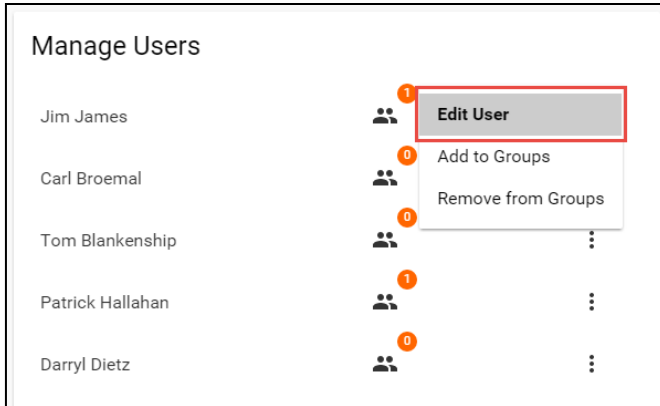 Manage Users
Jim James 1 Edit User
Add to Groups
Carl Broemal 0
Remove from Groups
Tom Blankenship 0
Patrick Hallahan 1
Darryl Dietz 0